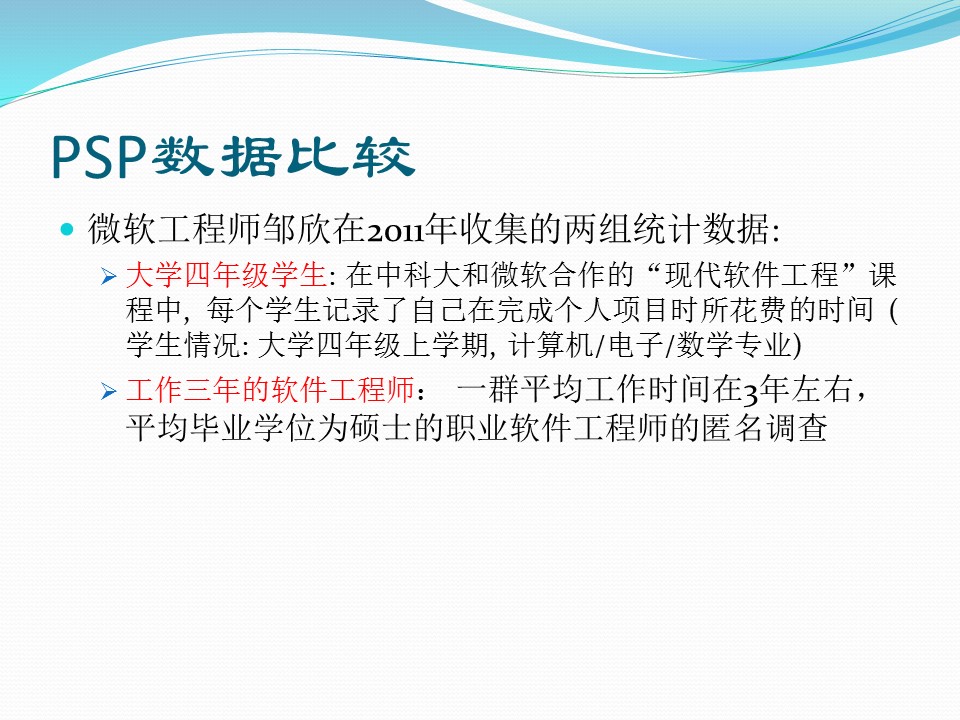 PSP数据比较
微软工程师邹欣在2011年收集的两组统计数据:
大学四年级学生: 在中科大和微软合作的“现代软件工程”课
程中, 每个学生记录了自己在完成个人项目时所花费的时间 (
学生情况: 大学四年级上学期, 计算机/电子/数学专业)
工作三年的软件工程师： 一群平均工作时间在3年左右，
平均毕业学位为硕士的职业软件工程师的匿名调查